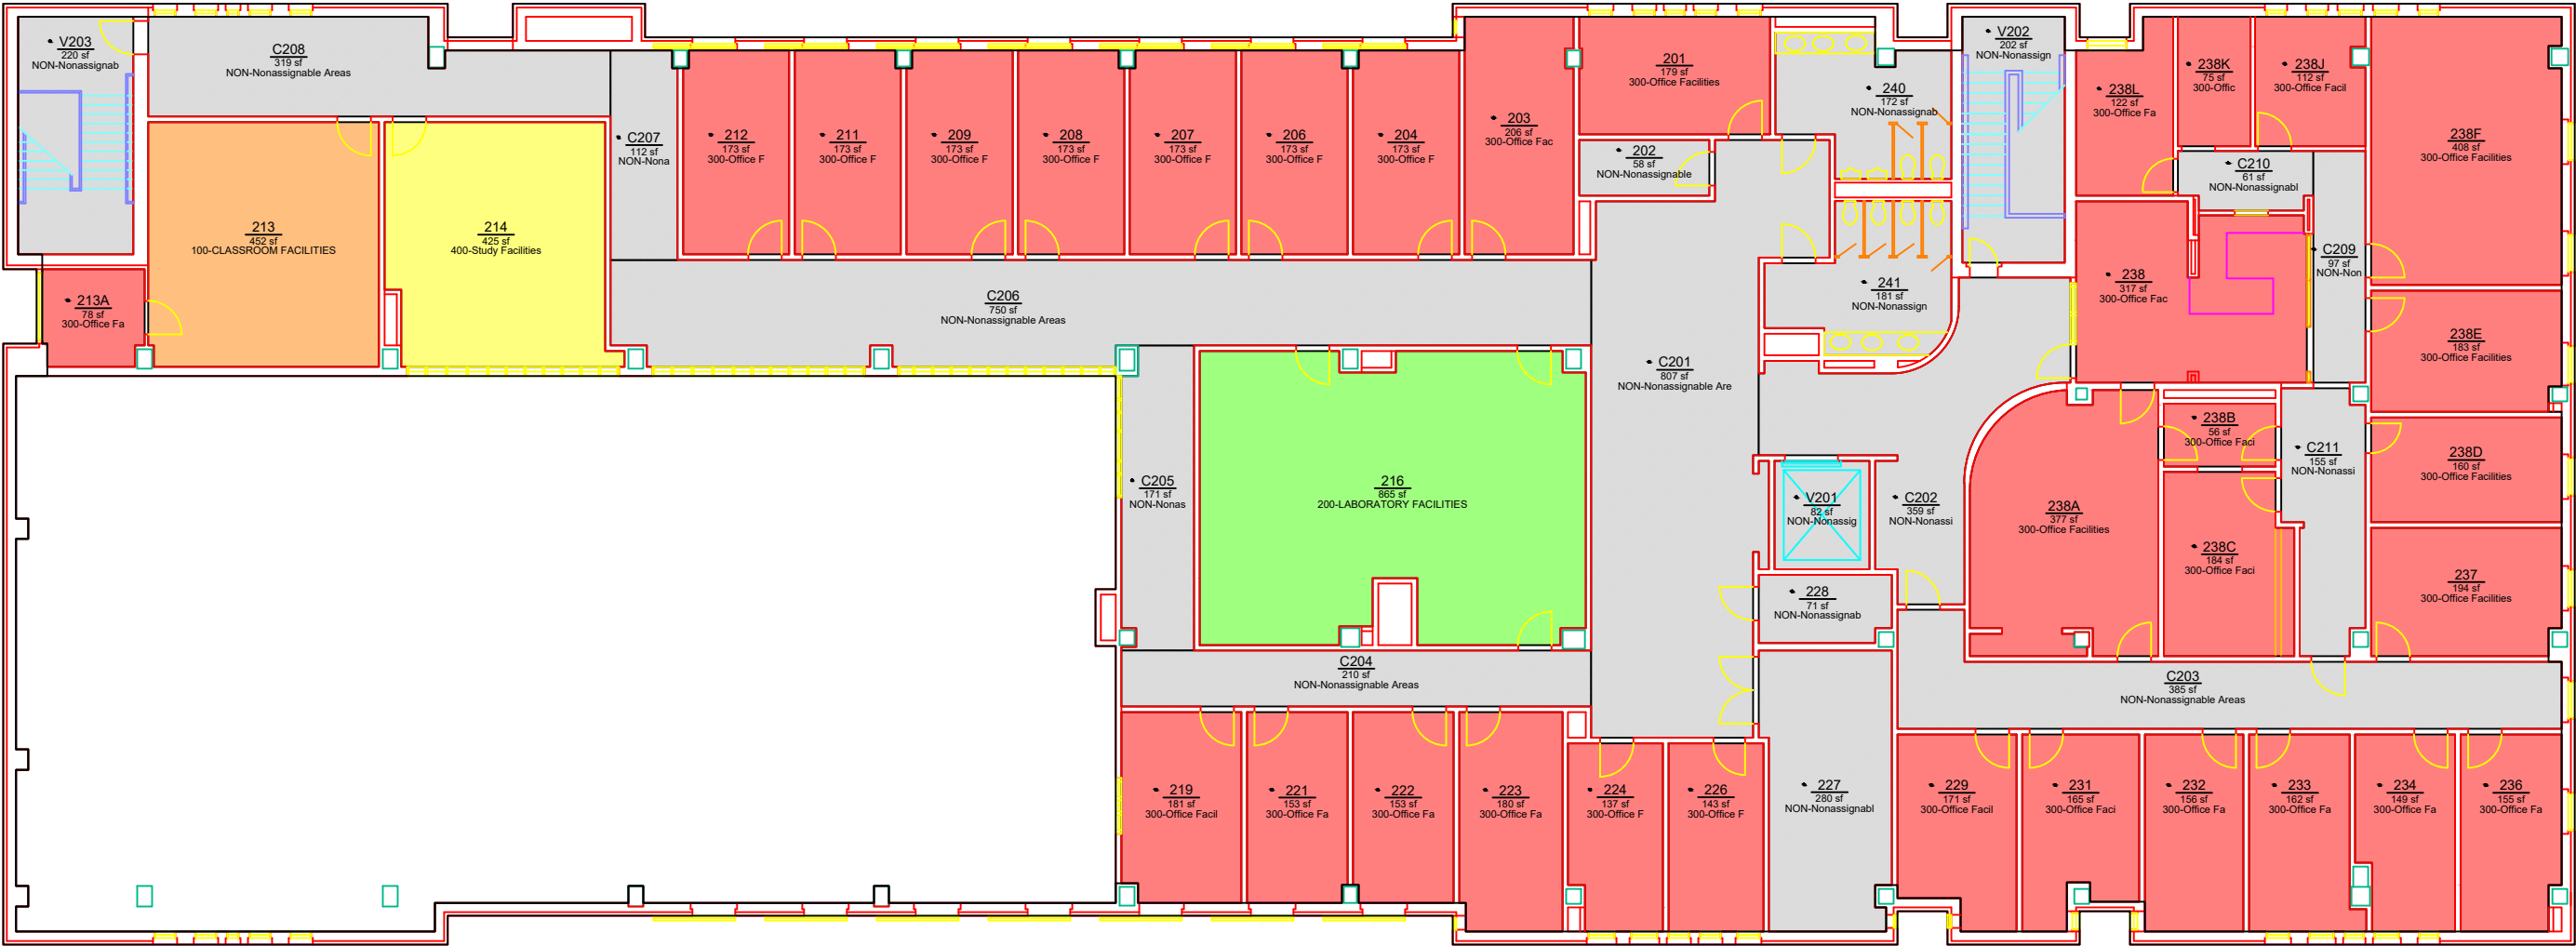 V203
220 sf
NON-Nonassignab
C208
319 sf
NON-Nonassignable Areas
C207
112 sf
NON-Nona
212
173 sf
300-Office F
211
173 sf
300-Office F
209
173 sf
300-Office F
208
173 sf
300-Office F
207
173 sf
300-Office F
206
173 sf
300-Office F
204
173 sf
300-Office F
203
206 sf
300-Office Fac
201
179 sf
300-Office Facilities
202
58 sf
NON-Nonassignable
240
172 sf
NON-Nonassignab
V202
202 sf
NON-Nonassign
238L
122 sf
300-Office Fa
238K
75 sf
300-Offic
238J
112 sf
300-Office Facil
238F
408 sf
300-Office Facilities
C210
61 sf
NON-Nonassignabl
213
452 sf
100-CLASSROOM FACILITIES
214
425 sf
400-Study Facilities
213A
78 sf
300-Office Fa
C206
750 sf
NON-Nonassignable Areas
241
181 sf
NON-Nonassign
238
317 sf
300-Office Fac
C209
97 sf
NON-Non
238E
183 sf
300-Office Facilities
C201
807 sf
NON-Nonassignable Are
C205
171 sf
NON-Nonas
216
865 sf
200-LABORATORY FACILITIES
V201
82 sf
NON-Nonassig
C202
359 sf
NON-Nonassi
238A
377 sf
300-Office Facilities
238B
56 sf
300-Office Faci
C211
155 sf
NON-Nonassi
238D
160 sf
300-Office Facilities
238C
184 sf
300-Office Faci
237
194 sf
300-Office Facilities
228
71 sf
NON-Nonassignab
C204
210 sf
NON-Nonassignable Areas
C203
385 sf
NON-Nonassignable Areas
219
181 sf
300-Office Facil
221
153 sf
300-Office Fa
222
153 sf
300-Office Fa
223
180 sf
300-Office Fa
224
137 sf
300-Office F
226
143 sf
300-Office F
227
280 sf
NON-Nonassignabl
229
171 sf
300-Office Facil
231
165 sf
300-Office Faci
232
156 sf
300-Office Fa
233
162 sf
300-Office Fa
234
149 sf
300-Office Fa
236
155 sf
300-Office Fa